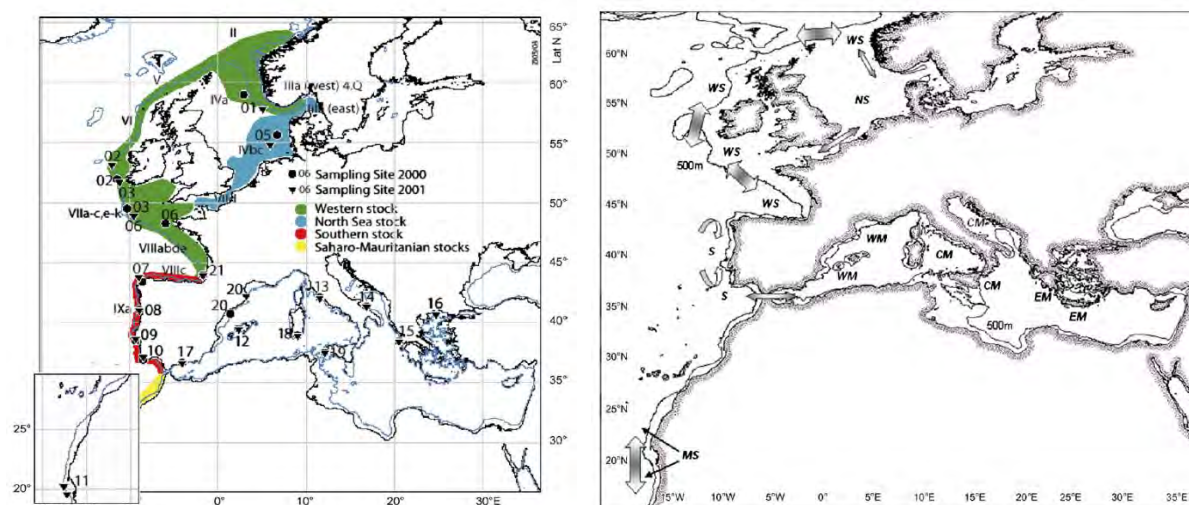 II
65°
Lat N
V
60°
IVa
IIIa (west) 4.Q
01
(east)
VI
05
55°
IVbc
02
06 Sampling Site 2000
02
06 Sampling Site 2001
03
50°
VIIa-c,e-k
03
06
06
Western stock
North Sea stock
VIIIabde
Southern stock
45°
Saharo-Mauritanian stocks
VIIIc
07
21
20
13
14
16
IXa
08
20
40°
09
12
18
15
10
17
19
35°
25°
30°
11
20°
0°
10°
20°
30°E
60°N
WS
55°N
WS
NS
50°N
500m
WS
45°N
WS
CM
40°N
S
WM
CM
WM
S
CM
EM
35°N
EM
500m
30°N
25°N
20°N
MS
15°W
10°W
5°W
0°
5°E
10°E
15°E
20°E
25°E
30°E
35°E